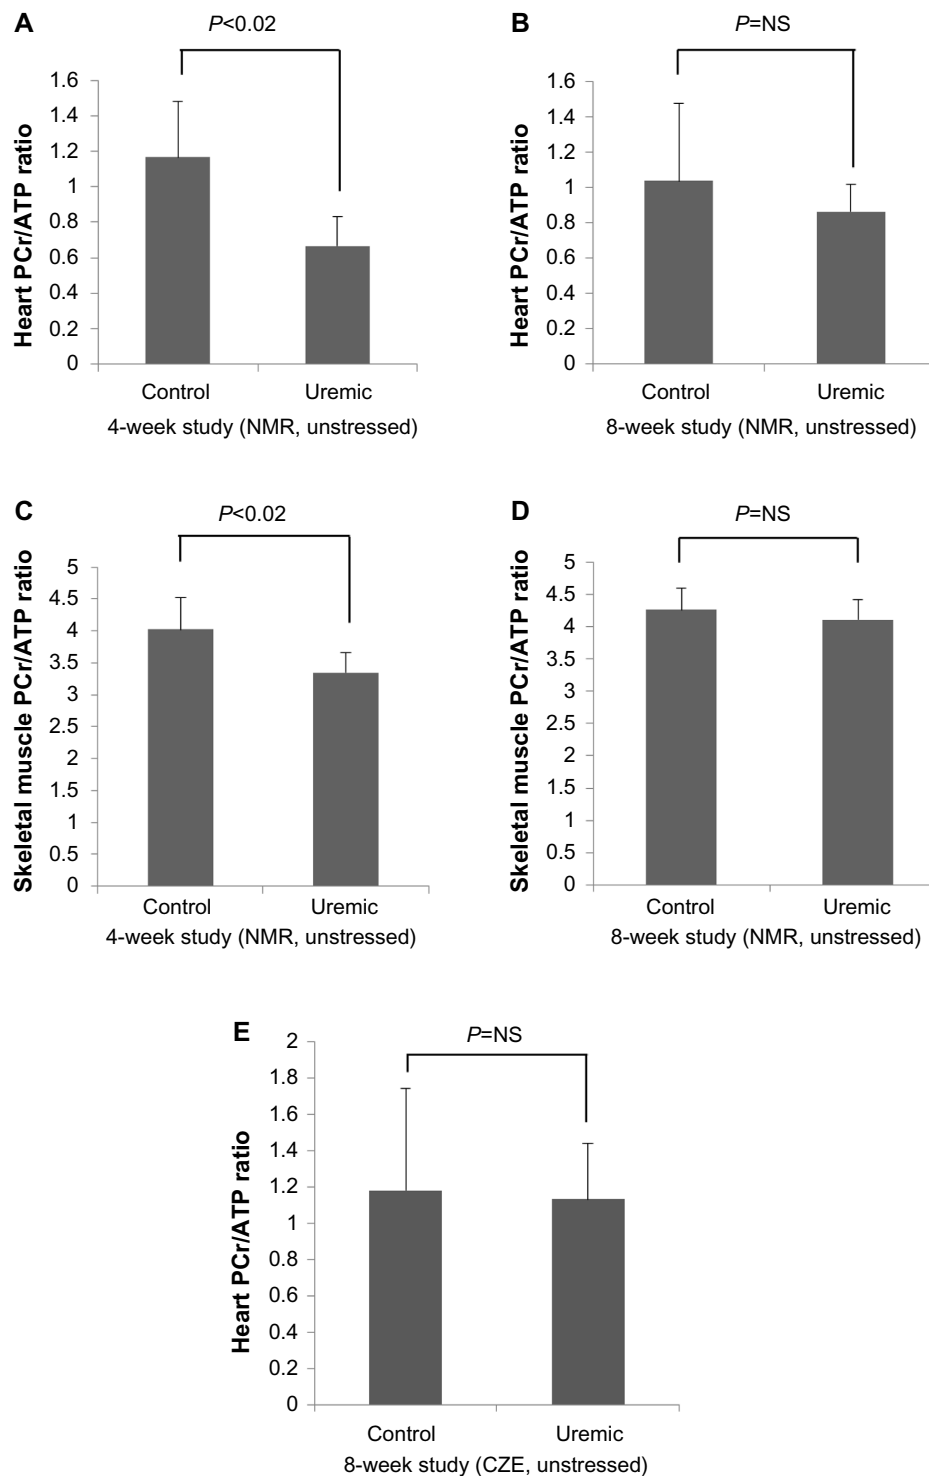 A
P<0.02
Heart PCr/ATP ratio
1.6
1.4
1.2
1
0.8
0.6
0.4
0.2
0
Control Uremic
4-week study (NMR, unstressed)
B
P=NS
Heart PCr/ATP ratio
1.6
1.4
1.2
1
0.8
0.6
0.4
0.2
0
Control Uremic
8-week study (NMR, unstressed)
C
P<0.02
Skeletal muscle PCr/ATP ratio
5
4.5
4
3.5
3
2.5
2
1.5
1
0.5
0
Control Uremic
4-week study (NMR, unstressed)
D
P=NS
Skeletal muscle PCr/ATP ratio
5
4.5
4
3.5
3
2.5
2
1.5
1
0.5
0
Control Uremic
8-week study (NMR, unstressed)
E
P=NS
Heart PCr/ATP ratio
2
1.8
1.6
1.4
1.2
1
0.8
0.6
0.4
0.2
0
Control Uremic
8-week study (CZE, unstressed)